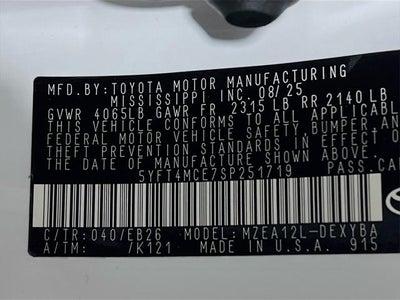 MFD.BY:TOYOTA MOTOR MANUFACTURING
MISSISSIPPI INC. 08/25
GVWR 4065LB GAWR FR 2315 LB RR 2140 LB
THIS VEHICLE CONFORMS TO ALL APPLICABLE
FEDERAL MOTOR VEHICLE SAFETY, BUMPER, AND
THEFT PREVENTION STANDARDS IN EFFECT ON
THE DATE OF MANUFACTURE SHOWN ABOVE.
5YFT4MCE7SP251719 PASS.CAR
C/TR:040/EB26 MODEL:MZEA12L-DEXYBA
A/TM: /K121 MADE IN U.S.A. 915